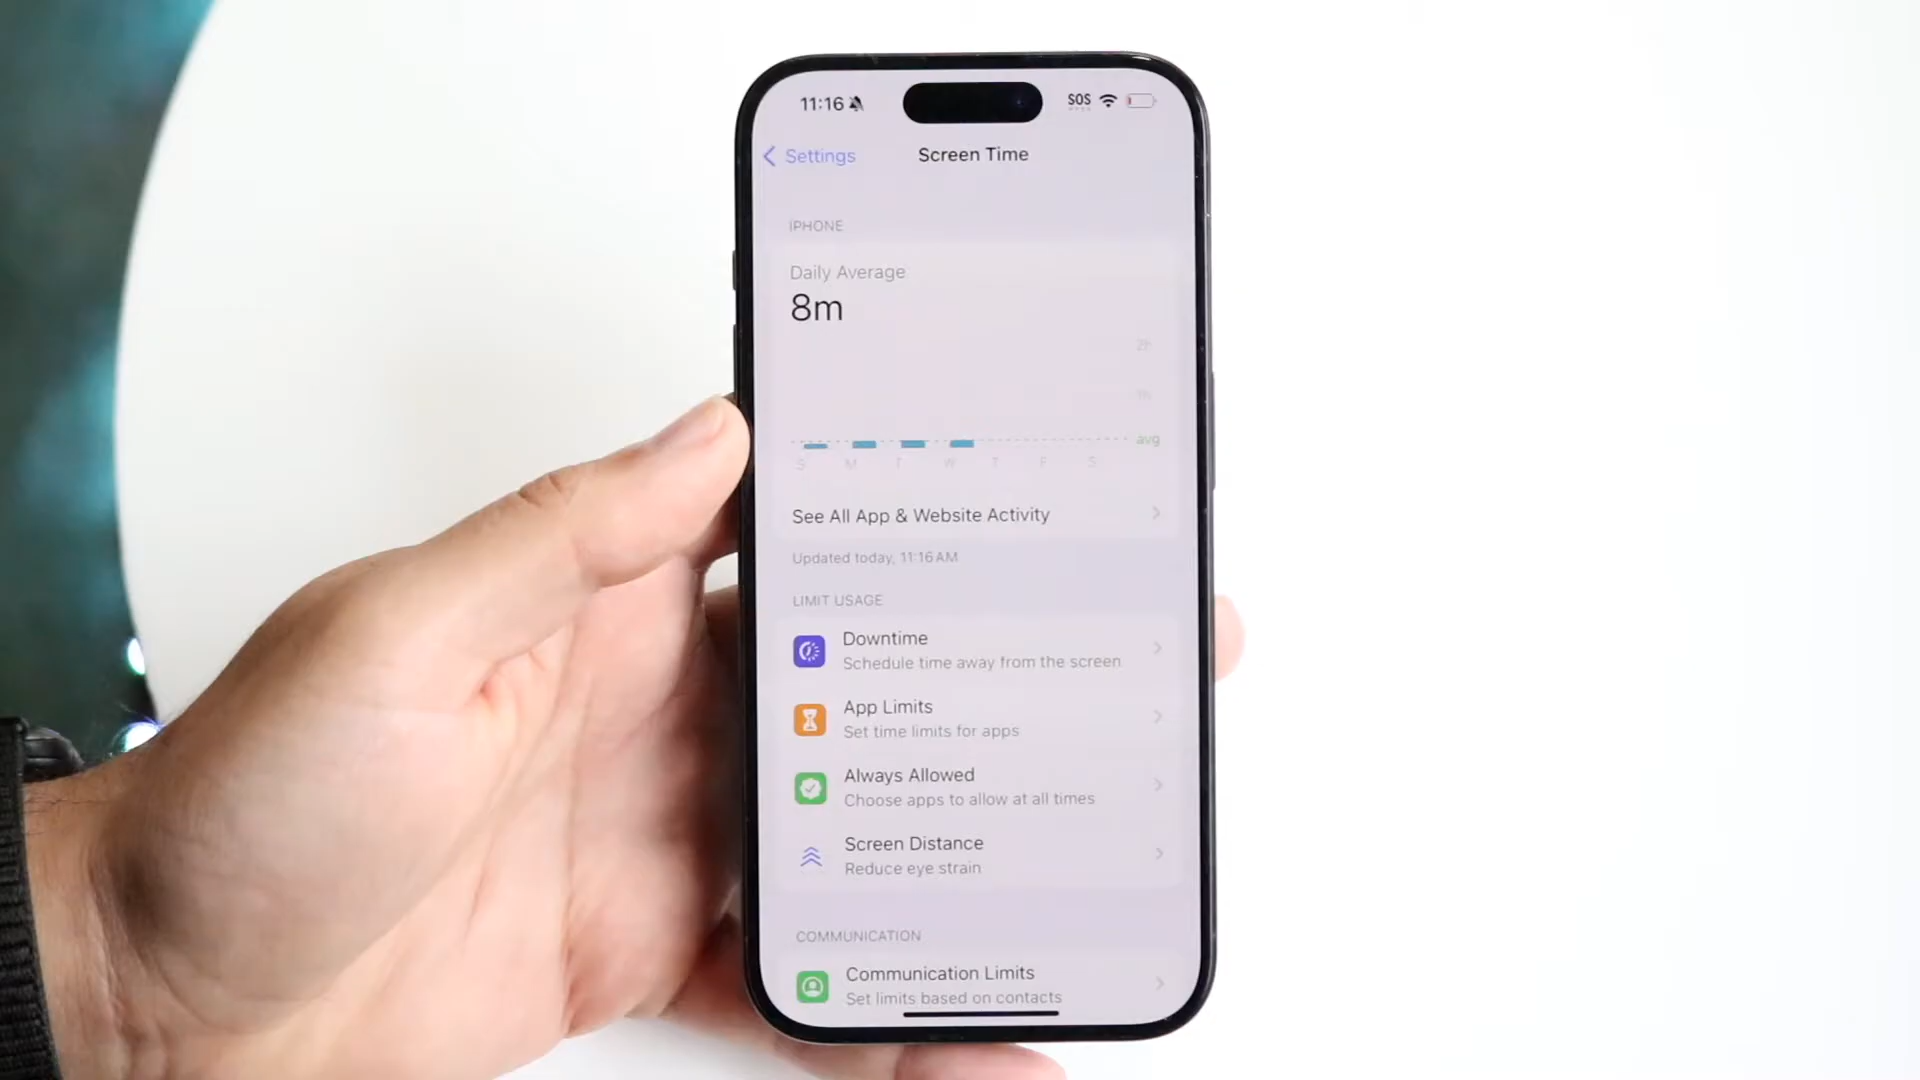 11:16
SOS
Settings
Screen Time
IPHONE
Daily Average
8m
2h
1h
avg
S M T W T F S
See All App & Website Activity
Updated today, 11:16 AM
LIMIT USAGE
Downtime
Schedule time away from the screen
App Limits
Set time limits for apps
Always Allowed
Choose apps to allow at all times
Screen Distance
Reduce eye strain
COMMUNICATION
Communication Limits
Set limits based on contacts